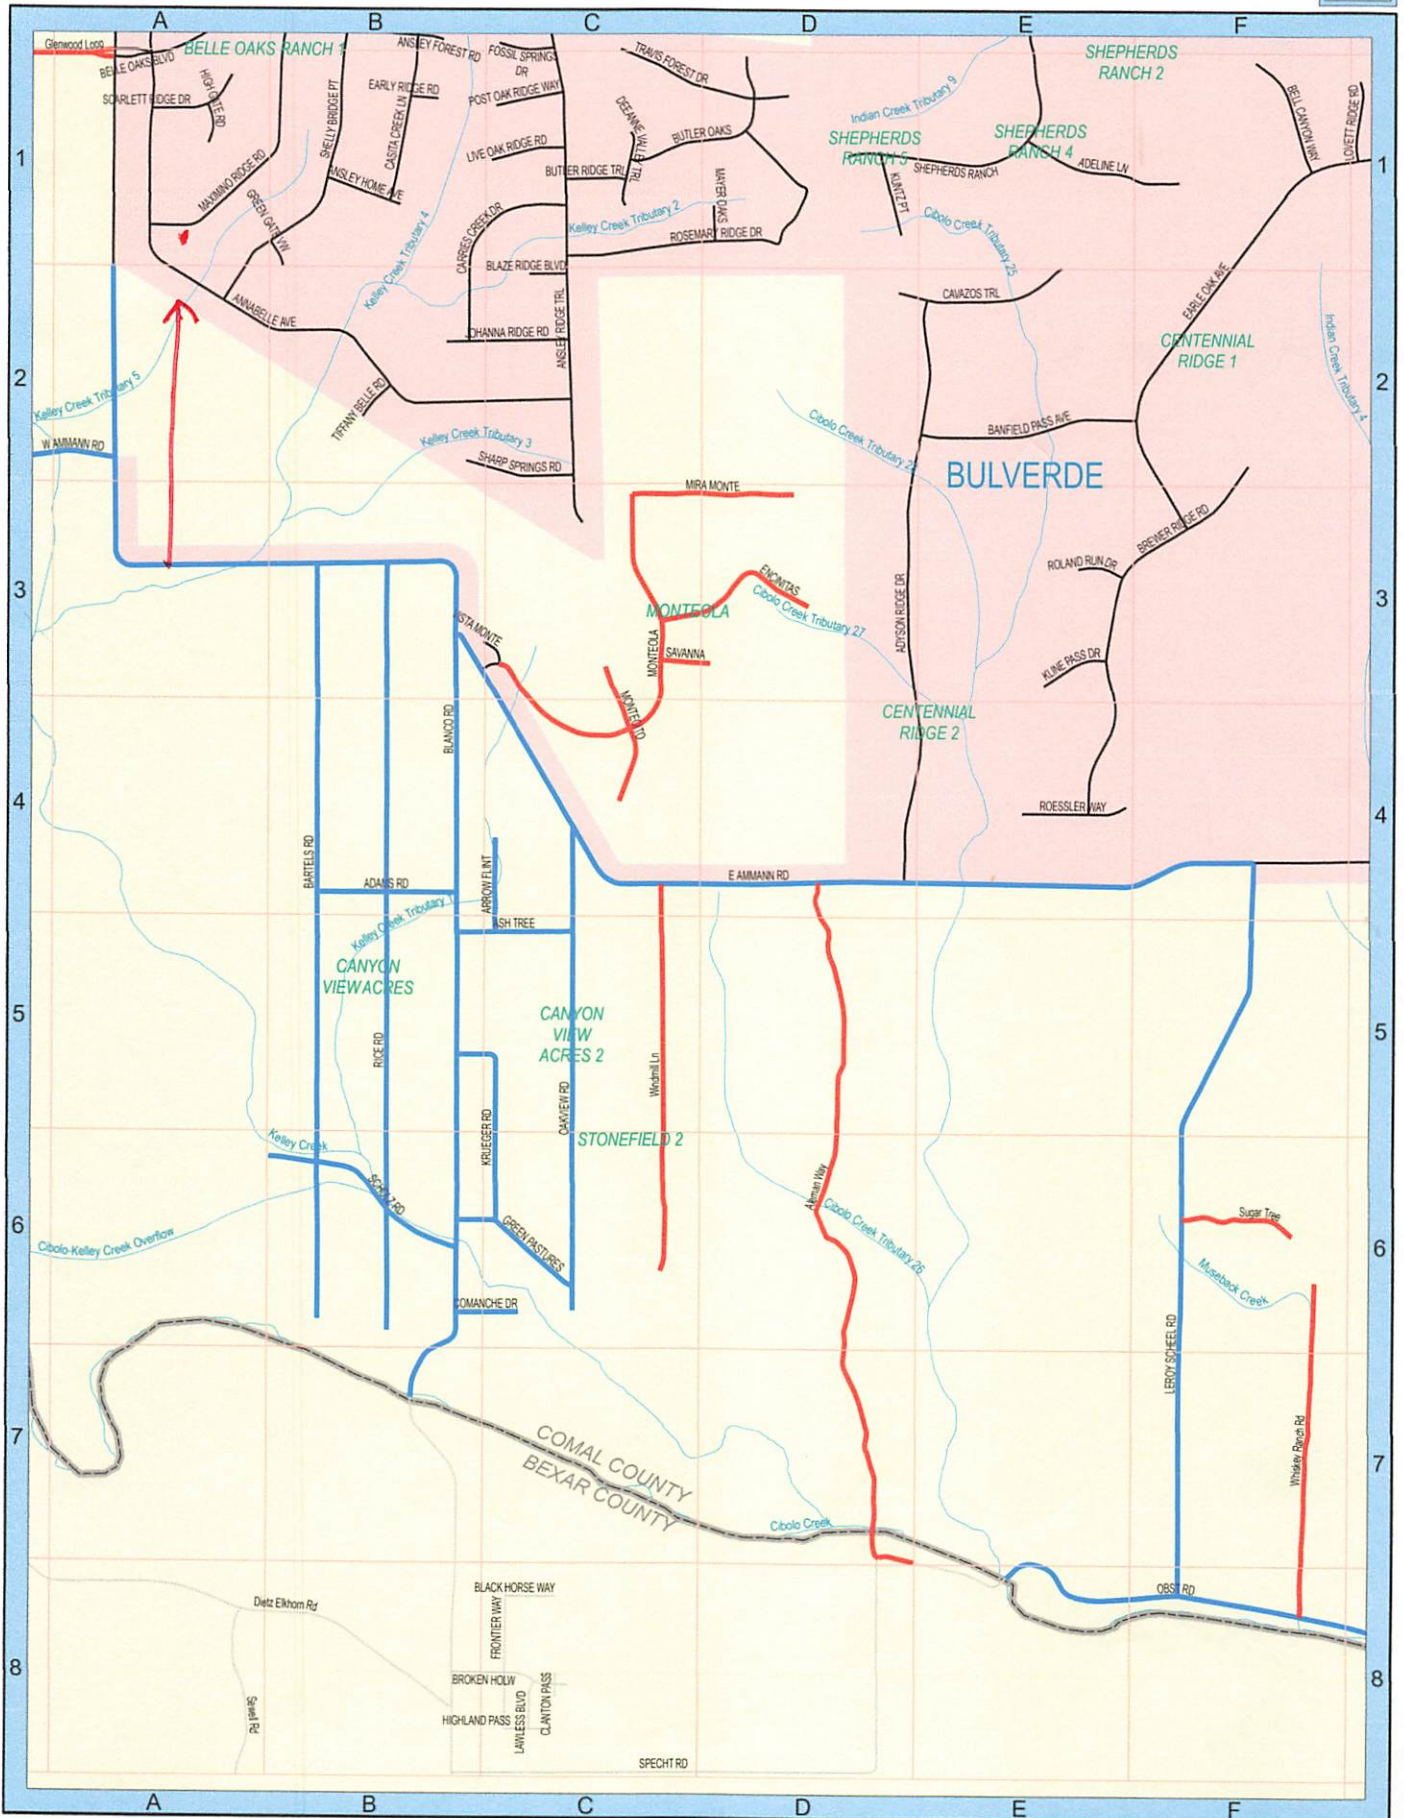 A
B
C
D
E
F
Glenwood Loop
BELLE OAKS BLVD
BELLE OAKS RANCH 1
ANSLEY FOREST RD
FOSSIL SPRINGS
DR
TRAVIS FOREST DR
SHEPHERDS
RANCH 2
SCARLETT RIDGE DR
HIGH GATE RD
EARLY RIDGE RD
POST OAK RIDGE WAY
Indian Creek Tributary 9
BELL CANYON WAY
LOVETT RIDGE RD
SHELLY BRIDGE PT
CASITA CREEK LN
DEEANNE VALLEY TRL
BUTLER OAKS
SHEPHERDS
RANCH 5
SHEPHERDS
RANCH 4
1
1
LIVE OAK RIDGE RD
BUTLER RIDGE TRL
SHEPHERDS RANCH
ADELINE LN
MAXIMINO RIDGE RD
ANSLEY HOME AVE
MAYER OAKS
KUNTZ PT
GREEN GATE VW
Kelley Creek Tributary 4
CARRIES CREEK DR
Kelley Creek Tributary 2
ROSEMARY RIDGE DR
Cibolo Creek Tributary 25
BLAZE RIDGE BLVD
ANNABELLE AVE
ANSLEY RIDGE TRL
CAVAZOS TRL
EARLE OAK AVE
JOHANNA RIDGE RD
CENTENNIAL
RIDGE 1
Indian Creek Tributary 4
2
2
Kelley Creek Tributary 5
TIFFANY BELLE RD
W AMMANN RD
Kelley Creek Tributary 3
SHARP SPRINGS RD
Cibolo Creek Tributary
BANFIELD PASS AVE
BULVERDE
MIRA MONTE
BREWER RIDGE RD
3
3
ENCINITAS
ROLAND RUN DR
MONTEOLA
Cibolo Creek Tributary 27
ADYSON RIDGE DR
VISTA MONTE
MONTEOLA
SAVANNA
KLINE PASS DR
MONTECITO
BLANCO RD
CENTENNIAL
RIDGE 2
4
4
ROESSLER WAY
BARTELS RD
ADAMS RD
ARROW FLINT
E AMMANN RD
Kelley Creek Tributary 1
ASH TREE
CANYON
VIEW ACRES
CANYON
VIEW
ACRES 2
5
5
RICE RD
Windmill Ln
KRUEGER RD
OAKVIEW RD
STONEFIELD 2
Kelley Creek
SCHOLZ RD
Aleman Way
6
6
GREEN PASTURES
Cibolo Creek Tributary 26
Sugar Tree
Cibolo-Kelley Creek Overflow
Museback Creek
COMANCHE DR
LEROY SCHEEL RD
7
7
COMAL COUNTY
BEXAR COUNTY
Whiskey Ranch Rd
Cibolo Creek
BLACK HORSE WAY
OBST RD
Dietz Elkhorn Rd
FRONTIER WAY
8
8
BROKEN HOLW
Sewell Rd
HIGHLAND PASS
LAWLESS BLVD
CLANTON PASS
SPECHT RD
A
B
C
D
E
F